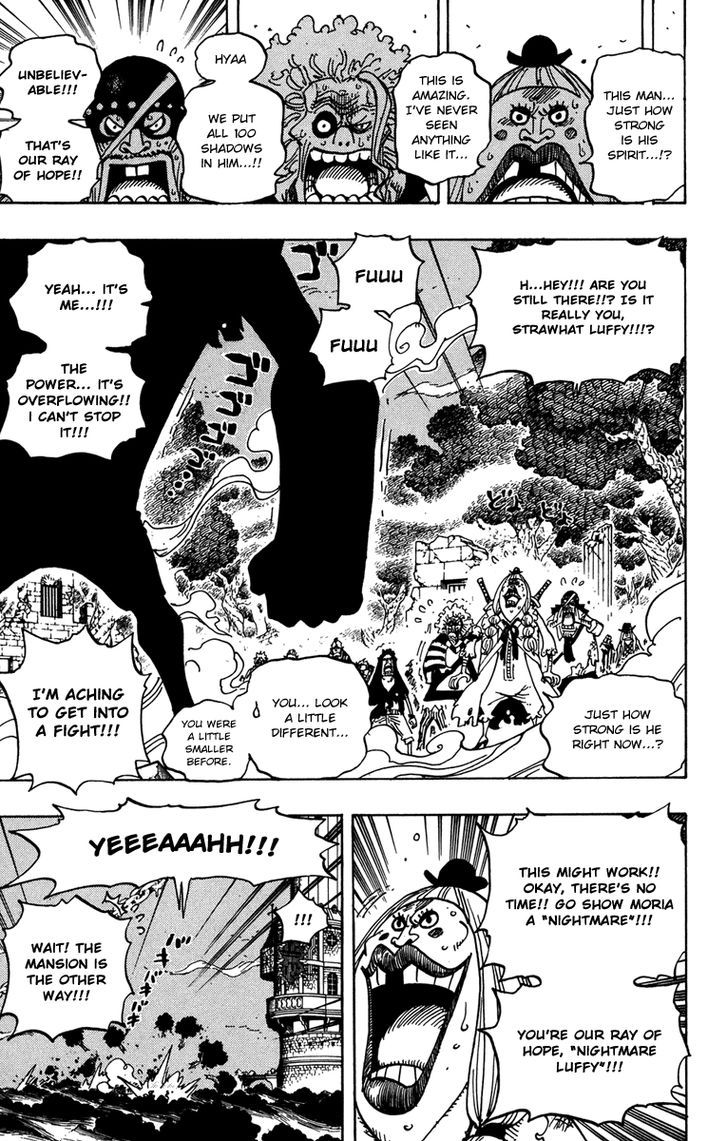 THIS MAN...
JUST HOW
STRONG IS
HIS
SPIRIT...!?
THIS IS
AMAZING.
I'VE NEVER
SEEN
ANYTHING
LIKE IT...
HYAA
WE PUT
ALL 100
SHADOWS
IN HIM...!!
UNBELIEV-
ABLE!!!
THAT'S
OUR RAY
OF HOPE!!
H...HEY!!! ARE YOU
STILL THERE!!? IS IT
REALLY YOU,
STRAWHAT LUFFY!!!?
FUUU
FUUU
YEAH... IT'S
ME...!!!
THE
POWER... IT'S
OVERFLOWING!!
I CAN'T STOP
IT!!!
ゴゴゴゴ
JUST HOW
STRONG IS HE
RIGHT NOW...?
YOU... LOOK
A LITTLE
DIFFERENT...
YOU WERE
A LITTLE
SMALLER
BEFORE.
I'M ACHING
TO GET INTO
A FIGHT!!!
THIS MIGHT WORK!!
OKAY, THERE'S NO
TIME!! GO SHOW MORIA
A "NIGHTMARE"!!!
YOU'RE OUR RAY OF
HOPE, "NIGHTMARE
LUFFY"!!!
YEEEAAAHH!!!
!!!
WAIT! THE
MANSION IS
THE OTHER
WAY!!!